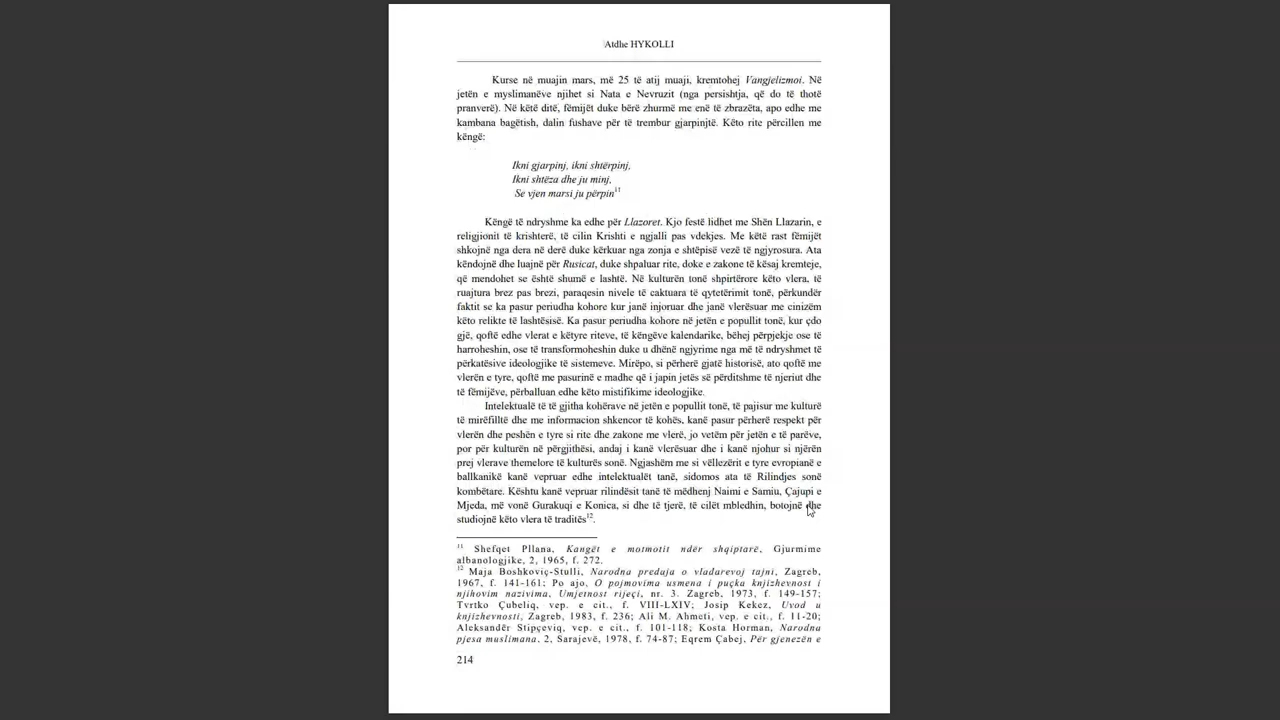 Atdhe HYKOLLI
Kurse në muajin mars, më 25 të atij muaji, kremtohej Vangjelizmoi. Në
jetën e myslimanëve njihet si Nata e Nevruzit (nga persishtja, që do të thotë
pranverë). Në këtë ditë, fëmijët duke bërë zhurmë me enë të zbrazëta, apo edhe me
kambana bagëtish, dalin fushave për të trembur gjarpinjtë. Këto rite përcillen me
këngë:
Ikni gjarpinj, ikni shtërpinj,
Ikni shtëza dhe ju minj,
Se vjen marsi ju përpin11
Këngë të ndryshme ka edhe për Llazoret. Kjo festë lidhet me Shën Llazarin, e
religjionit të krishterë, të cilin Krishti e ngjalli pas vdekjes. Me këtë rast fëmijët
shkojnë nga dera në derë duke kërkuar nga zonja e shtëpisë vezë të ngjyrosura. Ata
këndojnë dhe luajnë për Rusicat, duke shpaluar rite, doke e zakone të kësaj kremteje,
që mendohet se është shumë e lashtë. Në kulturën tonë shpirtërore këto vlera, të
ruajtura brez pas brezi, paraqesin nivele të caktuara të qytetërimit tonë, përkundër
faktit se ka pasur periudha kohore kur janë injoruar dhe janë vlerësuar me cinizëm
këto relikte të lashtësisë. Ka pasur periudha kohore në jetën e popullit tonë, kur çdo
gjë, qoftë edhe vlerat e këtyre riteve, të këngëve kalendarike, bëhej përpjekje ose të
harroheshin, ose të transformoheshin duke u dhënë ngjyrime nga më të ndryshmet të
përkatësive ideologjike të sistemeve. Mirëpo, si përherë gjatë historisë, ato qoftë me
vlerën e tyre, qoftë me pasurinë e madhe që i japin jetës së përditshme të njeriut dhe
të fëmijëve, përballuan edhe këto mistifikime ideologjike.
Intelektualë të të gjitha kohërave në jetën e popullit tonë, të pajisur me kulturë
të mirëfilltë dhe me informacion shkencor të kohës, kanë pasur përherë respekt për
vlerën dhe peshën e tyre si rite dhe zakone me vlerë, jo vetëm për jetën e të parëve,
por për kulturën në përgjithësi, andaj i kanë vlerësuar dhe i kanë njohur si njërën
prej vlerave themelore të kulturës sonë. Ngjashëm me si vëllezërit e tyre evropianë e
ballkanikë kanë vepruar edhe intelektualët tanë, sidomos ata të Rilindjes sonë
kombëtare. Kështu kanë vepruar rilindësit tanë të mëdhenj Naimi e Samiu, Çajupi e
Mjeda, më vonë Gurakuqi e Konica, si dhe të tjerë, të cilët mbledhin, botojnë dhe
studiojnë këto vlera të traditës12.
11 Shefqet Pllana, Kangët e motmotit ndër shqiptarë, Gjurmime
albanologjike, 2, 1965, f. 272.
12 Maja Boshkoviç-Stulli, Narodna predaja o vladarevoj tajni, Zagreb,
1967, f. 141-161; Po ajo, O pojmovima usmena i puçka knjizhevnost i
njihovim nazivima, Umjetnost rijeçi, nr. 3. Zagreb, 1973, f. 149-157;
Tvrtko Çubeliq, vep. e cit., f. VIII-LXIV; Josip Kekez, Uvod u
knjizhevnosti, Zagreb, 1983, f. 236; Ali M. Ahmeti, vep. e cit., f. 11-20;
Aleksandër Stipçeviq, vep. e cit., f. 101-118; Kosta Horman, Narodna
pjesa muslimana, 2, Sarajevë, 1978, f. 74-87; Eqrem Çabej, Për gjenezën e
214